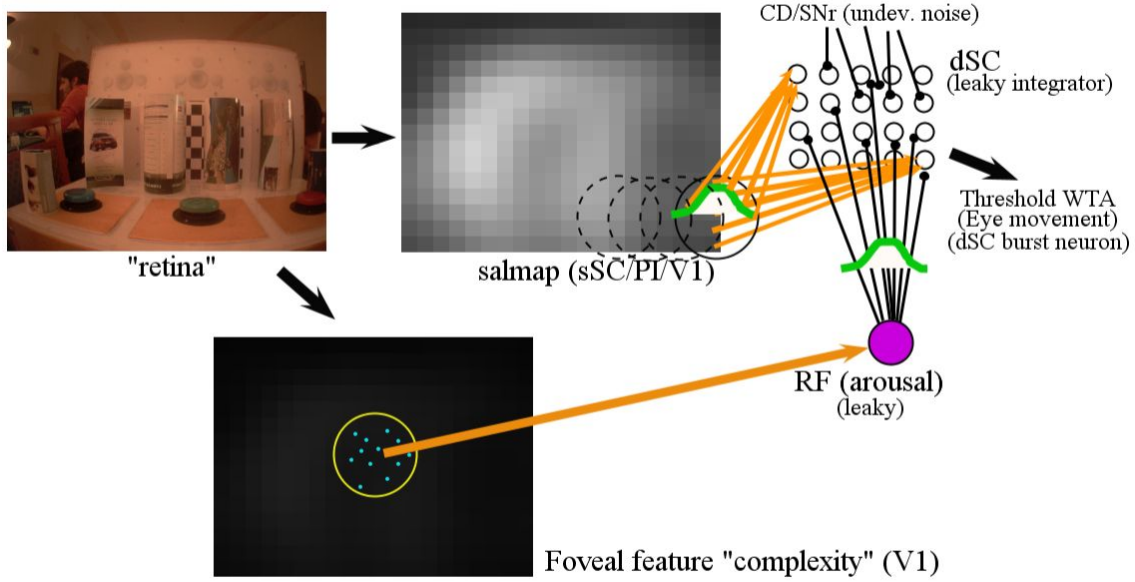 CD/SNr (undev. noise)
dSC
(leaky integrator)
Threshold WTA
(Eye movement)
(dSC burst neuron)
"retina"
salmap (sSC/PI/V1)
RF (arousal)
(leaky)
Foveal feature "complexity" (V1)